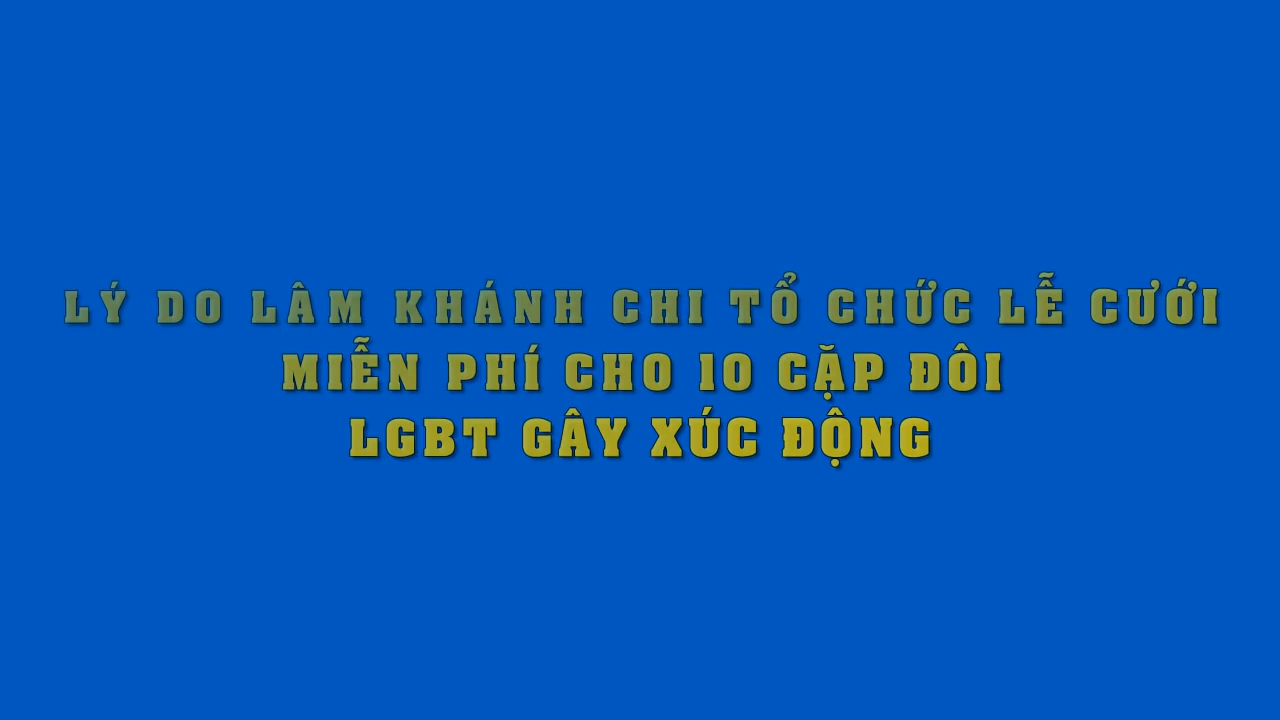 LÝ DO LÂM KHÁNH CHI TỔ CHỨC LỄ CƯỚI
MIỄN PHÍ CHO 10 CẶP ĐÔI
LGBT GÂY XÚC ĐỘNG